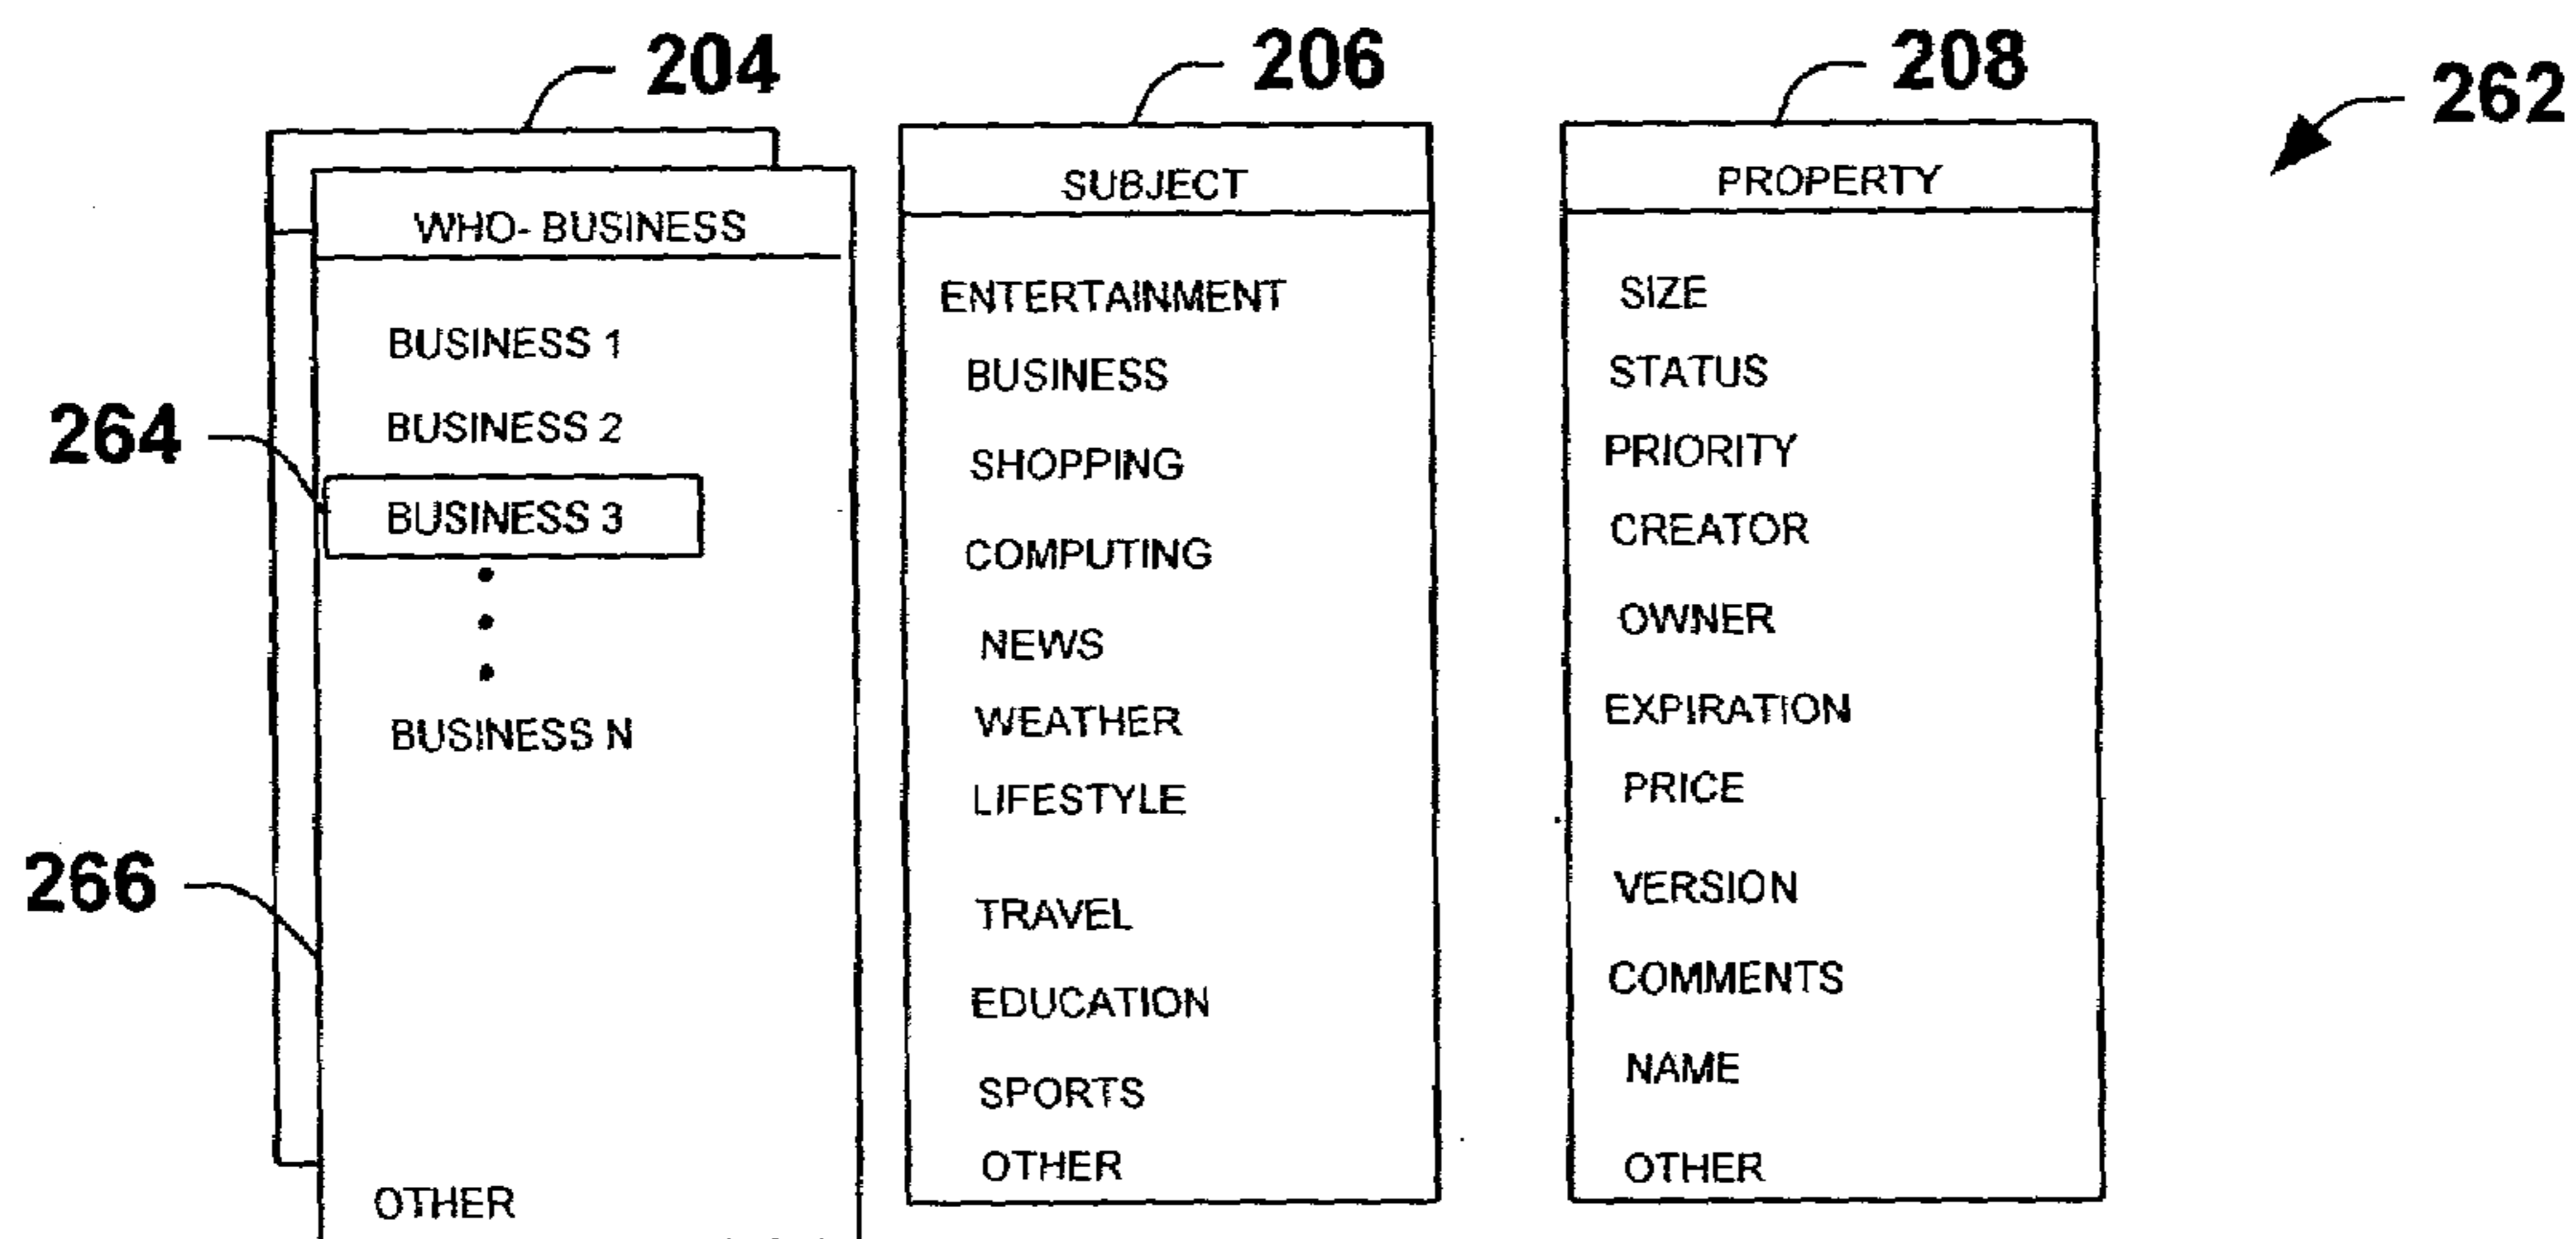 204
206
208
262
WHO- BUSINESS
BUSINESS 1
BUSINESS 2
264
BUSINESS 3
BUSINESS N
266
OTHER
SUBJECT
ENTERTAINMENT
BUSINESS
SHOPPING
COMPUTING
NEWS
WEATHER
LIFESTYLE
TRAVEL
EDUCATION
SPORTS
OTHER
PROPERTY
SIZE
STATUS
PRIORITY
CREATOR
OWNER
EXPIRATION
PRICE
VERSION
COMMENTS
NAME
OTHER